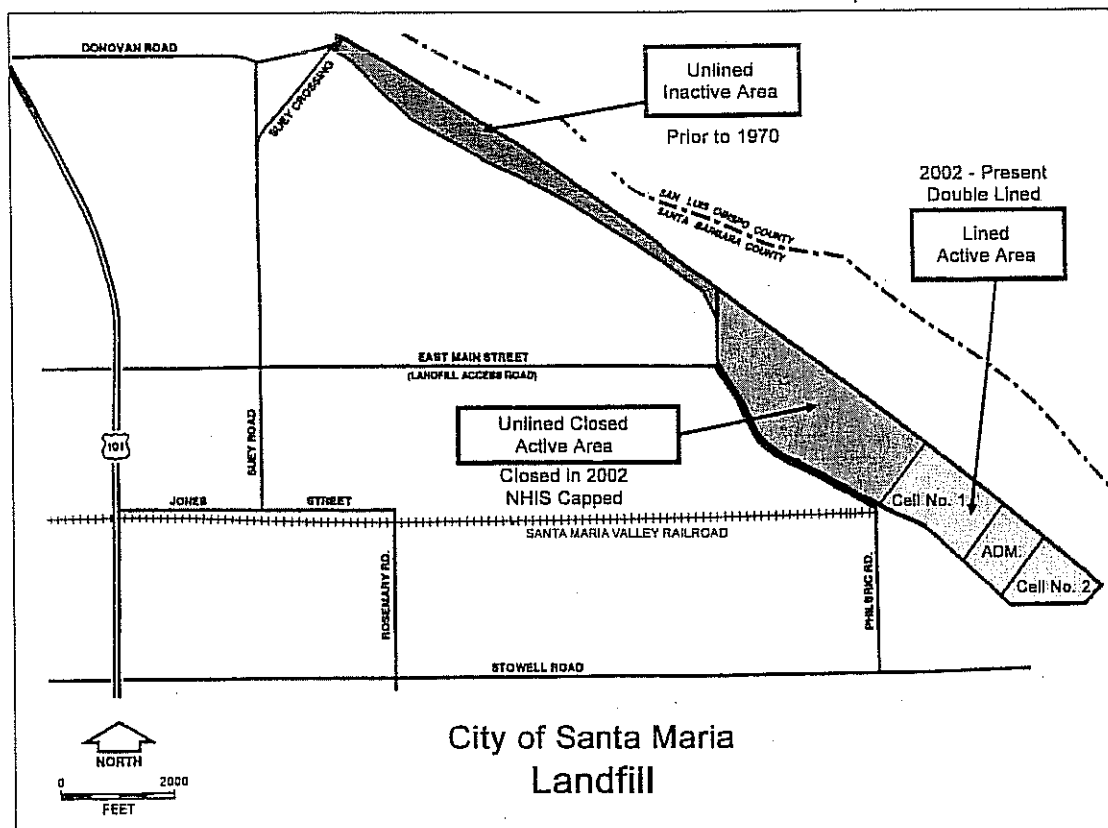 DONOVAN ROAD
SUEY CROSSING
Unlined
Inactive Area
Prior to 1970
2002 - Present
Double Lined
Lined
Active Area
SAN LUIS OBISPO COUNTY
SANTA BARBARA COUNTY
EAST MAIN STREET
(LANDFILL ACCESS ROAD)
101
SUEY ROAD
Unlined Closed
Active Area
Closed in 2002
NHIS Capped
JONES STREET
SANTA MARIA VALLEY RAILROAD
Cell No. 1
ADM.
Cell No. 2
ROSEMARY RD.
PHILBRIC RD.
STOWELL ROAD
City of Santa Maria
Landfill
NORTH
0 2000
FEET